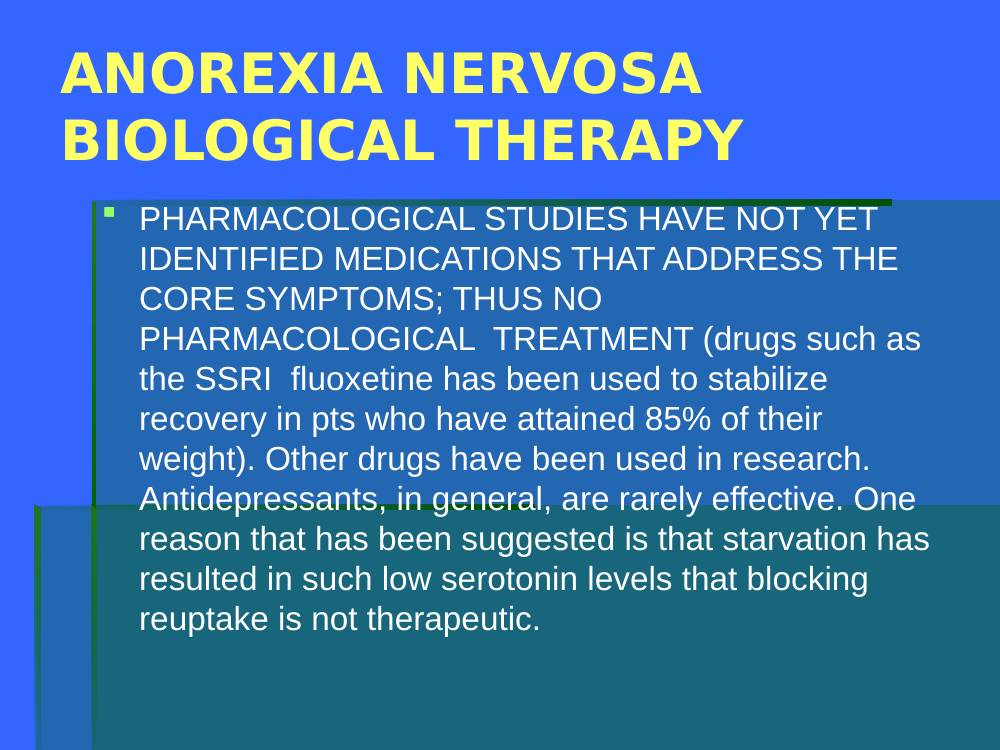 ANOREXIA NERVOSA
BIOLOGICAL THERAPY
PHARMACOLOGICAL STUDIES HAVE NOT YET
IDENTIFIED MEDICATIONS THAT ADDRESS THE
CORE SYMPTOMS; THUS NO
PHARMACOLOGICAL  TREATMENT (drugs such as
the SSRI  fluoxetine has been used to stabilize
recovery in pts who have attained 85% of their
weight). Other drugs have been used in research.
Antidepressants, in general, are rarely effective. One
reason that has been suggested is that starvation has
resulted in such low serotonin levels that blocking
reuptake is not therapeutic.